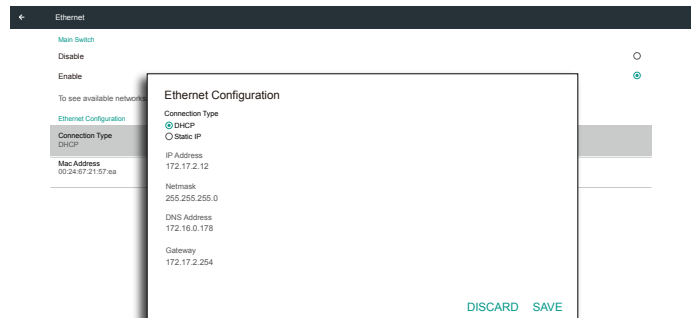 Ethernet
Main Switch
Disable
Enable
To see available networks
Ethernet Configuration
Connection Type
DHCP
Mac Address
00:24:67:21:57:ea
Ethernet Configuration
Connection Type
DHCP
Static IP
IP Address
172.17.2.12
Netmask
255.255.255.0
DNS Address
172.16.0.178
Gateway
172.17.2.254
DISCARD SAVE